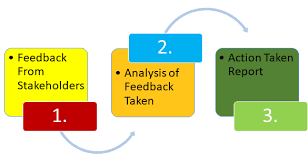 • Feedback
From
Stakeholders
1.
2.
• Analysis of
Feedback
Taken
• Action Taken
Report
3.